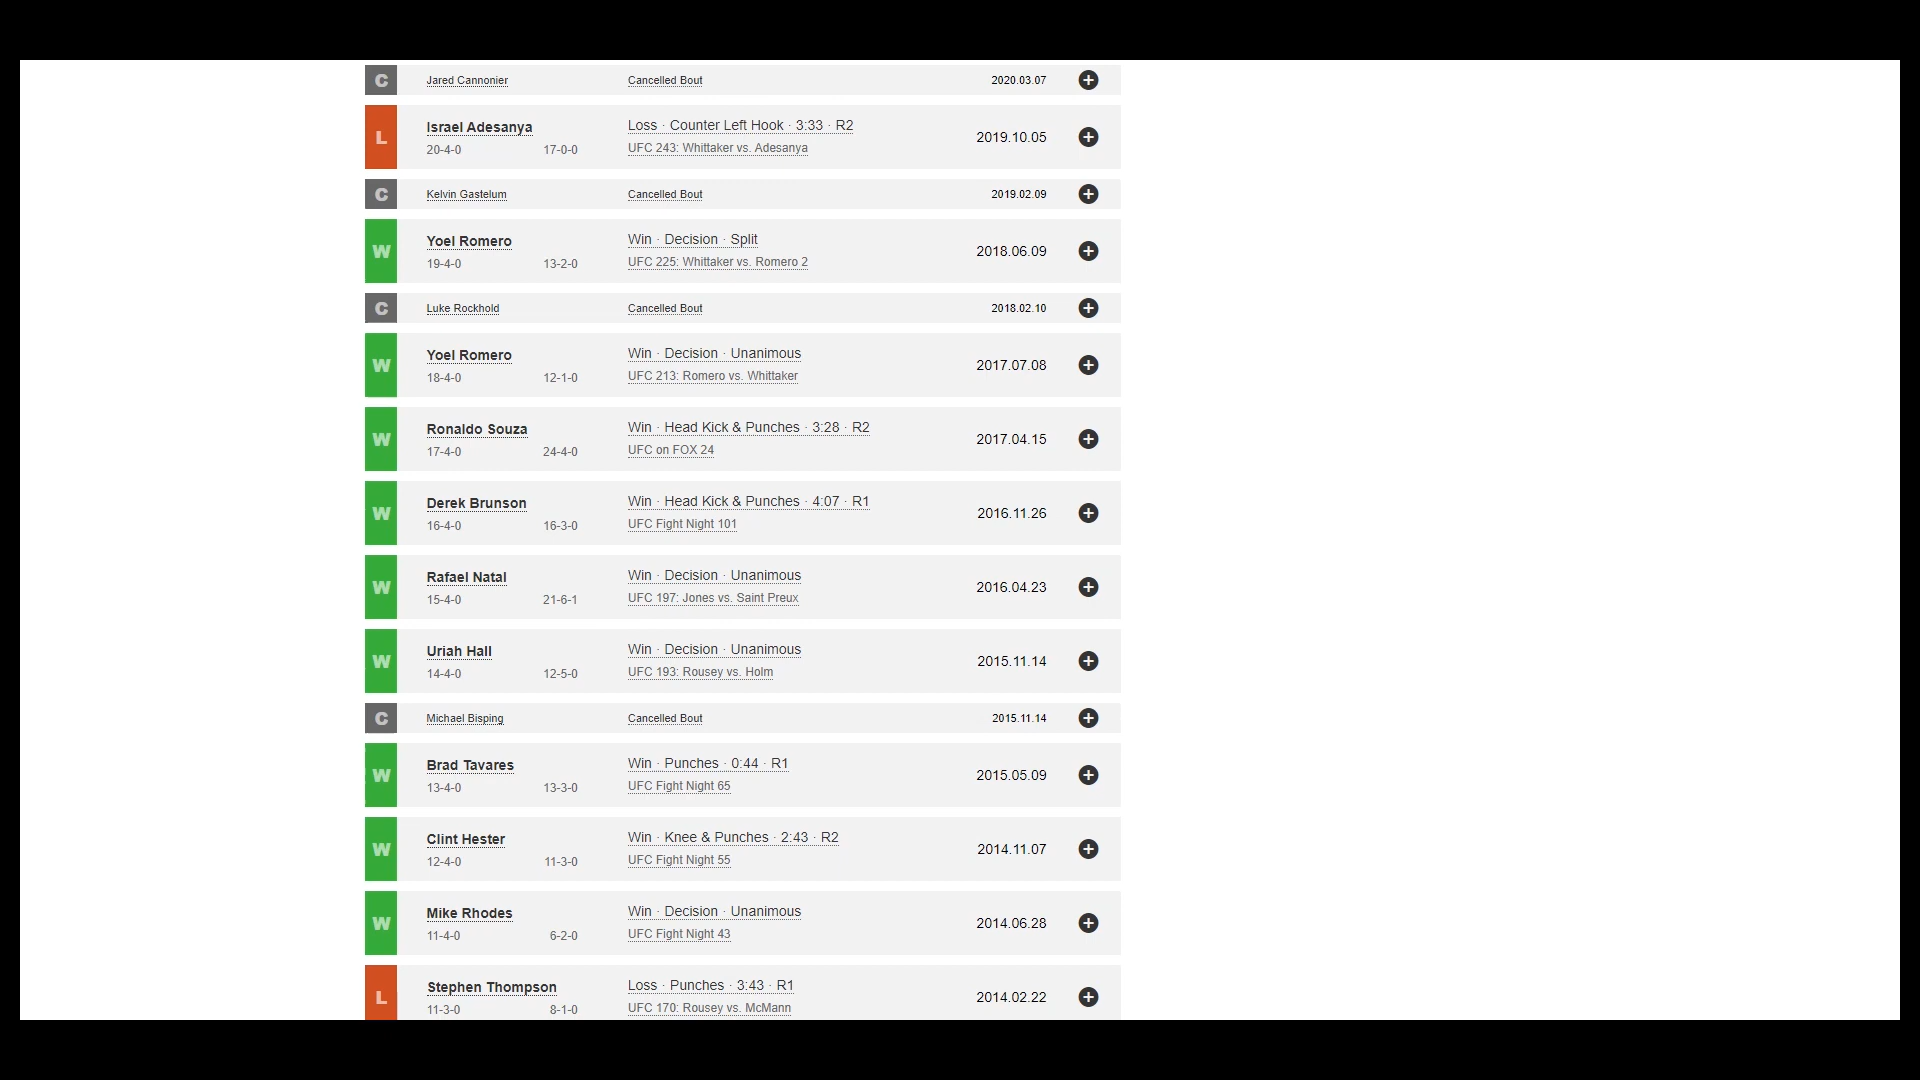 C Jared Cannonier Cancelled Bout 2020.03.07
L Israel Adesanya Loss · Counter Left Hook · 3:33 · R2 2019.10.05
20-4-0 17-0-0 UFC 243: Whittaker vs. Adesanya
C Kelvin Gastelum Cancelled Bout 2019.02.09
W Yoel Romero Win · Decision · Split 2018.06.09
19-4-0 13-2-0 UFC 225: Whittaker vs. Romero 2
C Luke Rockhold Cancelled Bout 2018.02.10
W Yoel Romero Win · Decision · Unanimous 2017.07.08
18-4-0 12-1-0 UFC 213: Romero vs. Whittaker
W Ronaldo Souza Win · Head Kick & Punches · 3:28 · R2 2017.04.15
17-4-0 24-4-0 UFC on FOX 24
W Derek Brunson Win · Head Kick & Punches · 4:07 · R1 2016.11.26
16-4-0 16-3-0 UFC Fight Night 101
W Rafael Natal Win · Decision · Unanimous 2016.04.23
15-4-0 21-6-1 UFC 197: Jones vs. Saint Preux
W Uriah Hall Win · Decision · Unanimous 2015.11.14
14-4-0 12-5-0 UFC 193: Rousey vs. Holm
C Michael Bisping Cancelled Bout 2015.11.14
W Brad Tavares Win · Punches · 0:44 · R1 2015.05.09
13-4-0 13-3-0 UFC Fight Night 65
W Clint Hester Win · Knee & Punches · 2:43 · R2 2014.11.07
12-4-0 11-3-0 UFC Fight Night 55
W Mike Rhodes Win · Decision · Unanimous 2014.06.28
11-4-0 6-2-0 UFC Fight Night 43
L Stephen Thompson Loss · Punches · 3:43 · R1 2014.02.22
11-3-0 8-1-0 UFC 170: Rousey vs. McMann